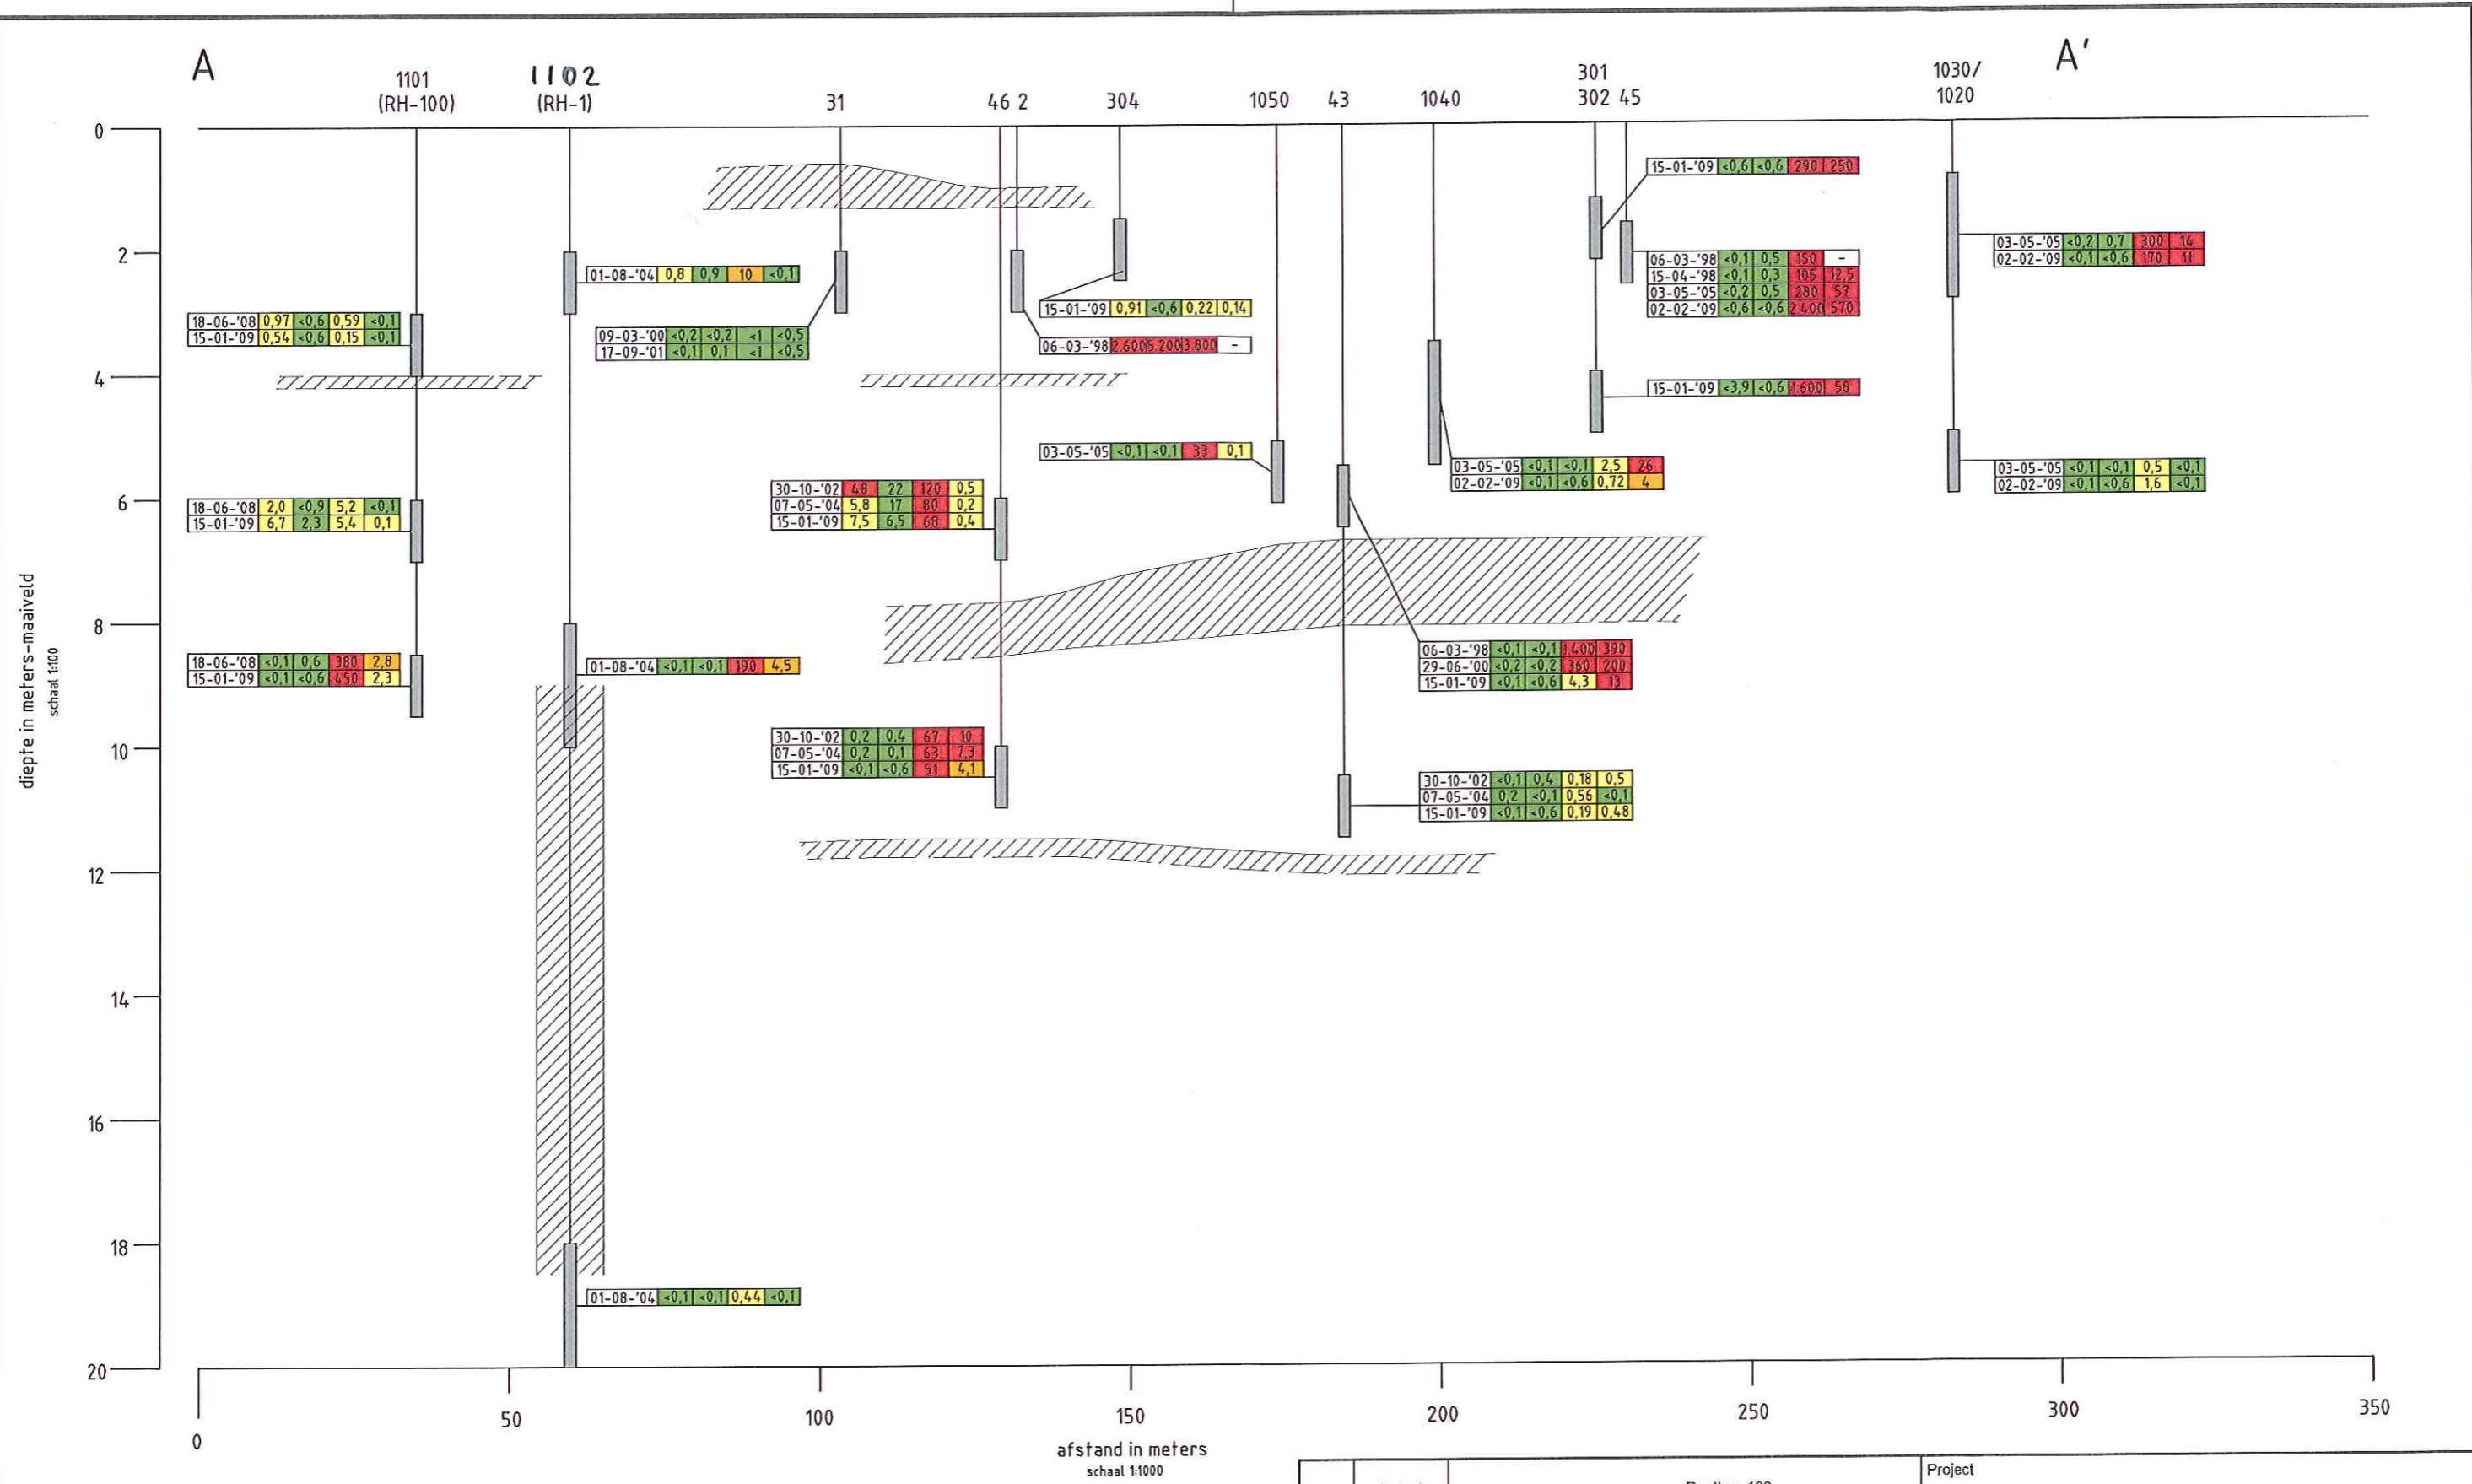 A
A'
1101
(RH-100)
1102
(RH-1)
31
46 2
304
1050
43
1040
301
302 45
1030/
1020
0
2
4
6
8
10
12
14
16
18
20
diepte in meters-maaiveld
schaal 1:100
18-06-'08 0,97 <0,6 0,59 <0,1
15-01-'09 0,54 <0,6 0,15 <0,1
18-06-'08 2,0 <0,9 5,2 <0,1
15-01-'09 6,7 2,3 5,4 0,1
18-06-'08 <0,1 0,6 380 2,8
15-01-'09 <0,1 <0,6 450 2,3
01-08-'04 0,8 0,9 10 <0,1
01-08-'04 <0,1 <0,1 190 4,5
01-08-'04 <0,1 <0,1 0,44 <0,1
09-03-'00 <0,2 <0,2 <1 <0,5
17-09-'01 <0,1 0,1 <1 <0,5
30-10-'02 48 22 120 0,5
07-05-'04 5,8 17 80 0,2
15-01-'09 7,5 6,5 68 0,4
30-10-'02 0,2 0,4 67 10
07-05-'04 0,2 0,1 63 7,3
15-01-'09 <0,1 <0,6 51 4,1
15-01-'09 0,91 <0,6 0,22 0,14
06-03-'98 2.600 5.200 3.800 -
03-05-'05 <0,1 <0,1 33 0,1
06-03-'98 <0,1 <0,1 1.400 390
29-06-'00 <0,2 <0,2 360 200
15-01-'09 <0,1 <0,6 4,3 13
30-10-'02 <0,1 0,4 0,18 0,5
07-05-'04 0,2 <0,1 0,56 <0,1
15-01-'09 <0,1 <0,6 0,19 0,48
03-05-'05 <0,1 <0,1 2,5 26
02-02-'09 <0,1 <0,6 0,72 4
15-01-'09 <0,6 <0,6 290 250
06-03-'98 <0,1 0,5 150 -
15-04-'98 <0,1 0,3 105 12,5
03-05-'05 <0,2 0,5 280 57
02-02-'09 <0,6 <0,6 2.400 570
15-01-'09 <3,9 <0,6 1.600 58
03-05-'05 <0,2 0,7 300 14
02-02-'09 <0,1 <0,6 170 11
03-05-'05 <0,1 <0,1 0,5 <0,1
02-02-'09 <0,1 <0,6 1,6 <0,1
0
50
100
150
200
250
300
350
afstand in meters
schaal 1:1000
Project